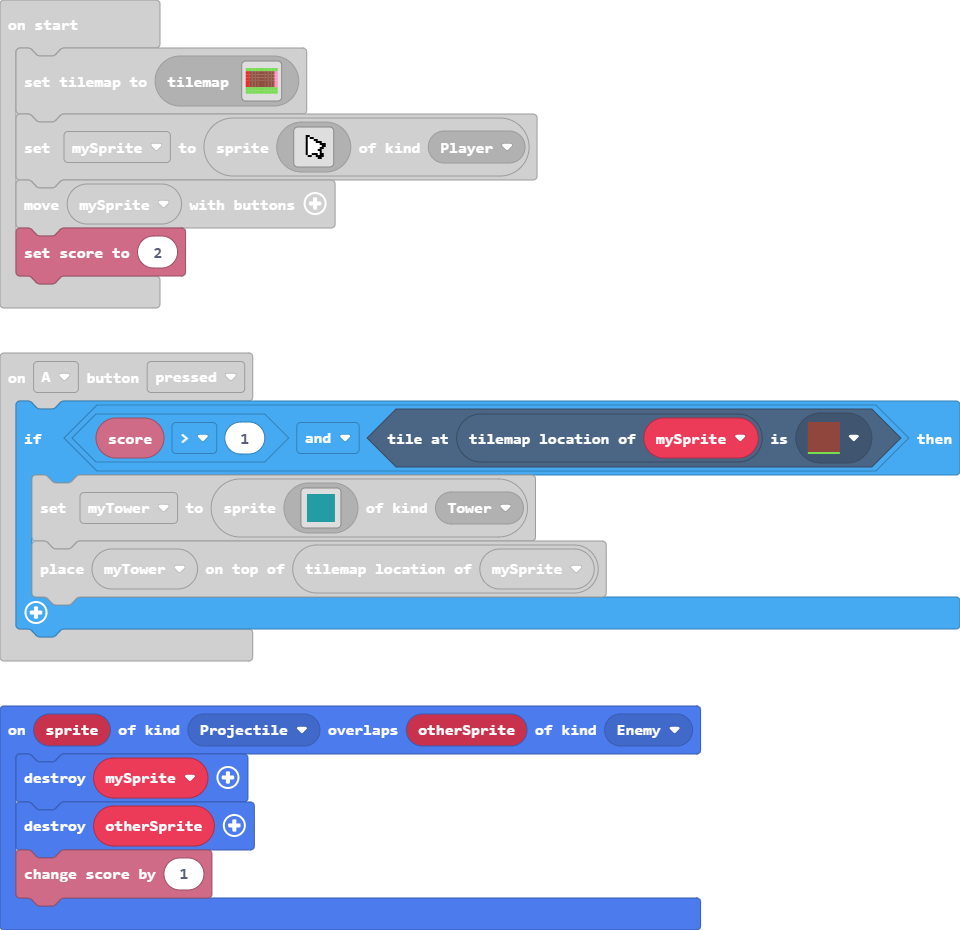 on start
set tilemap to tilemap
set mySprite to sprite of kind Player
move mySprite with buttons
set score to 2
on A button pressed
if score > 1 and tile at tilemap location of mySprite is then
set myTower to sprite of kind Tower
place myTower on top of tilemap location of mySprite
on sprite of kind Projectile overlaps otherSprite of kind Enemy
destroy mySprite
destroy otherSprite
change score by 1